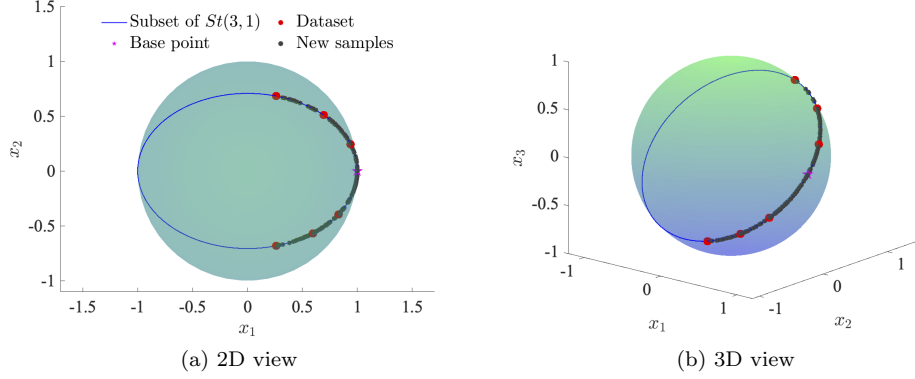 Subset of St(3, 1)
Dataset
Base point
New samples
1.5
1
0.5
0
-0.5
-1
x2
-1.5 -1 -0.5 0 0.5 1 1.5
x1
(a) 2D view
1
0.5
0
-0.5
-1
x3
-1 0 1
x1
-1 0 1
x2
(b) 3D view